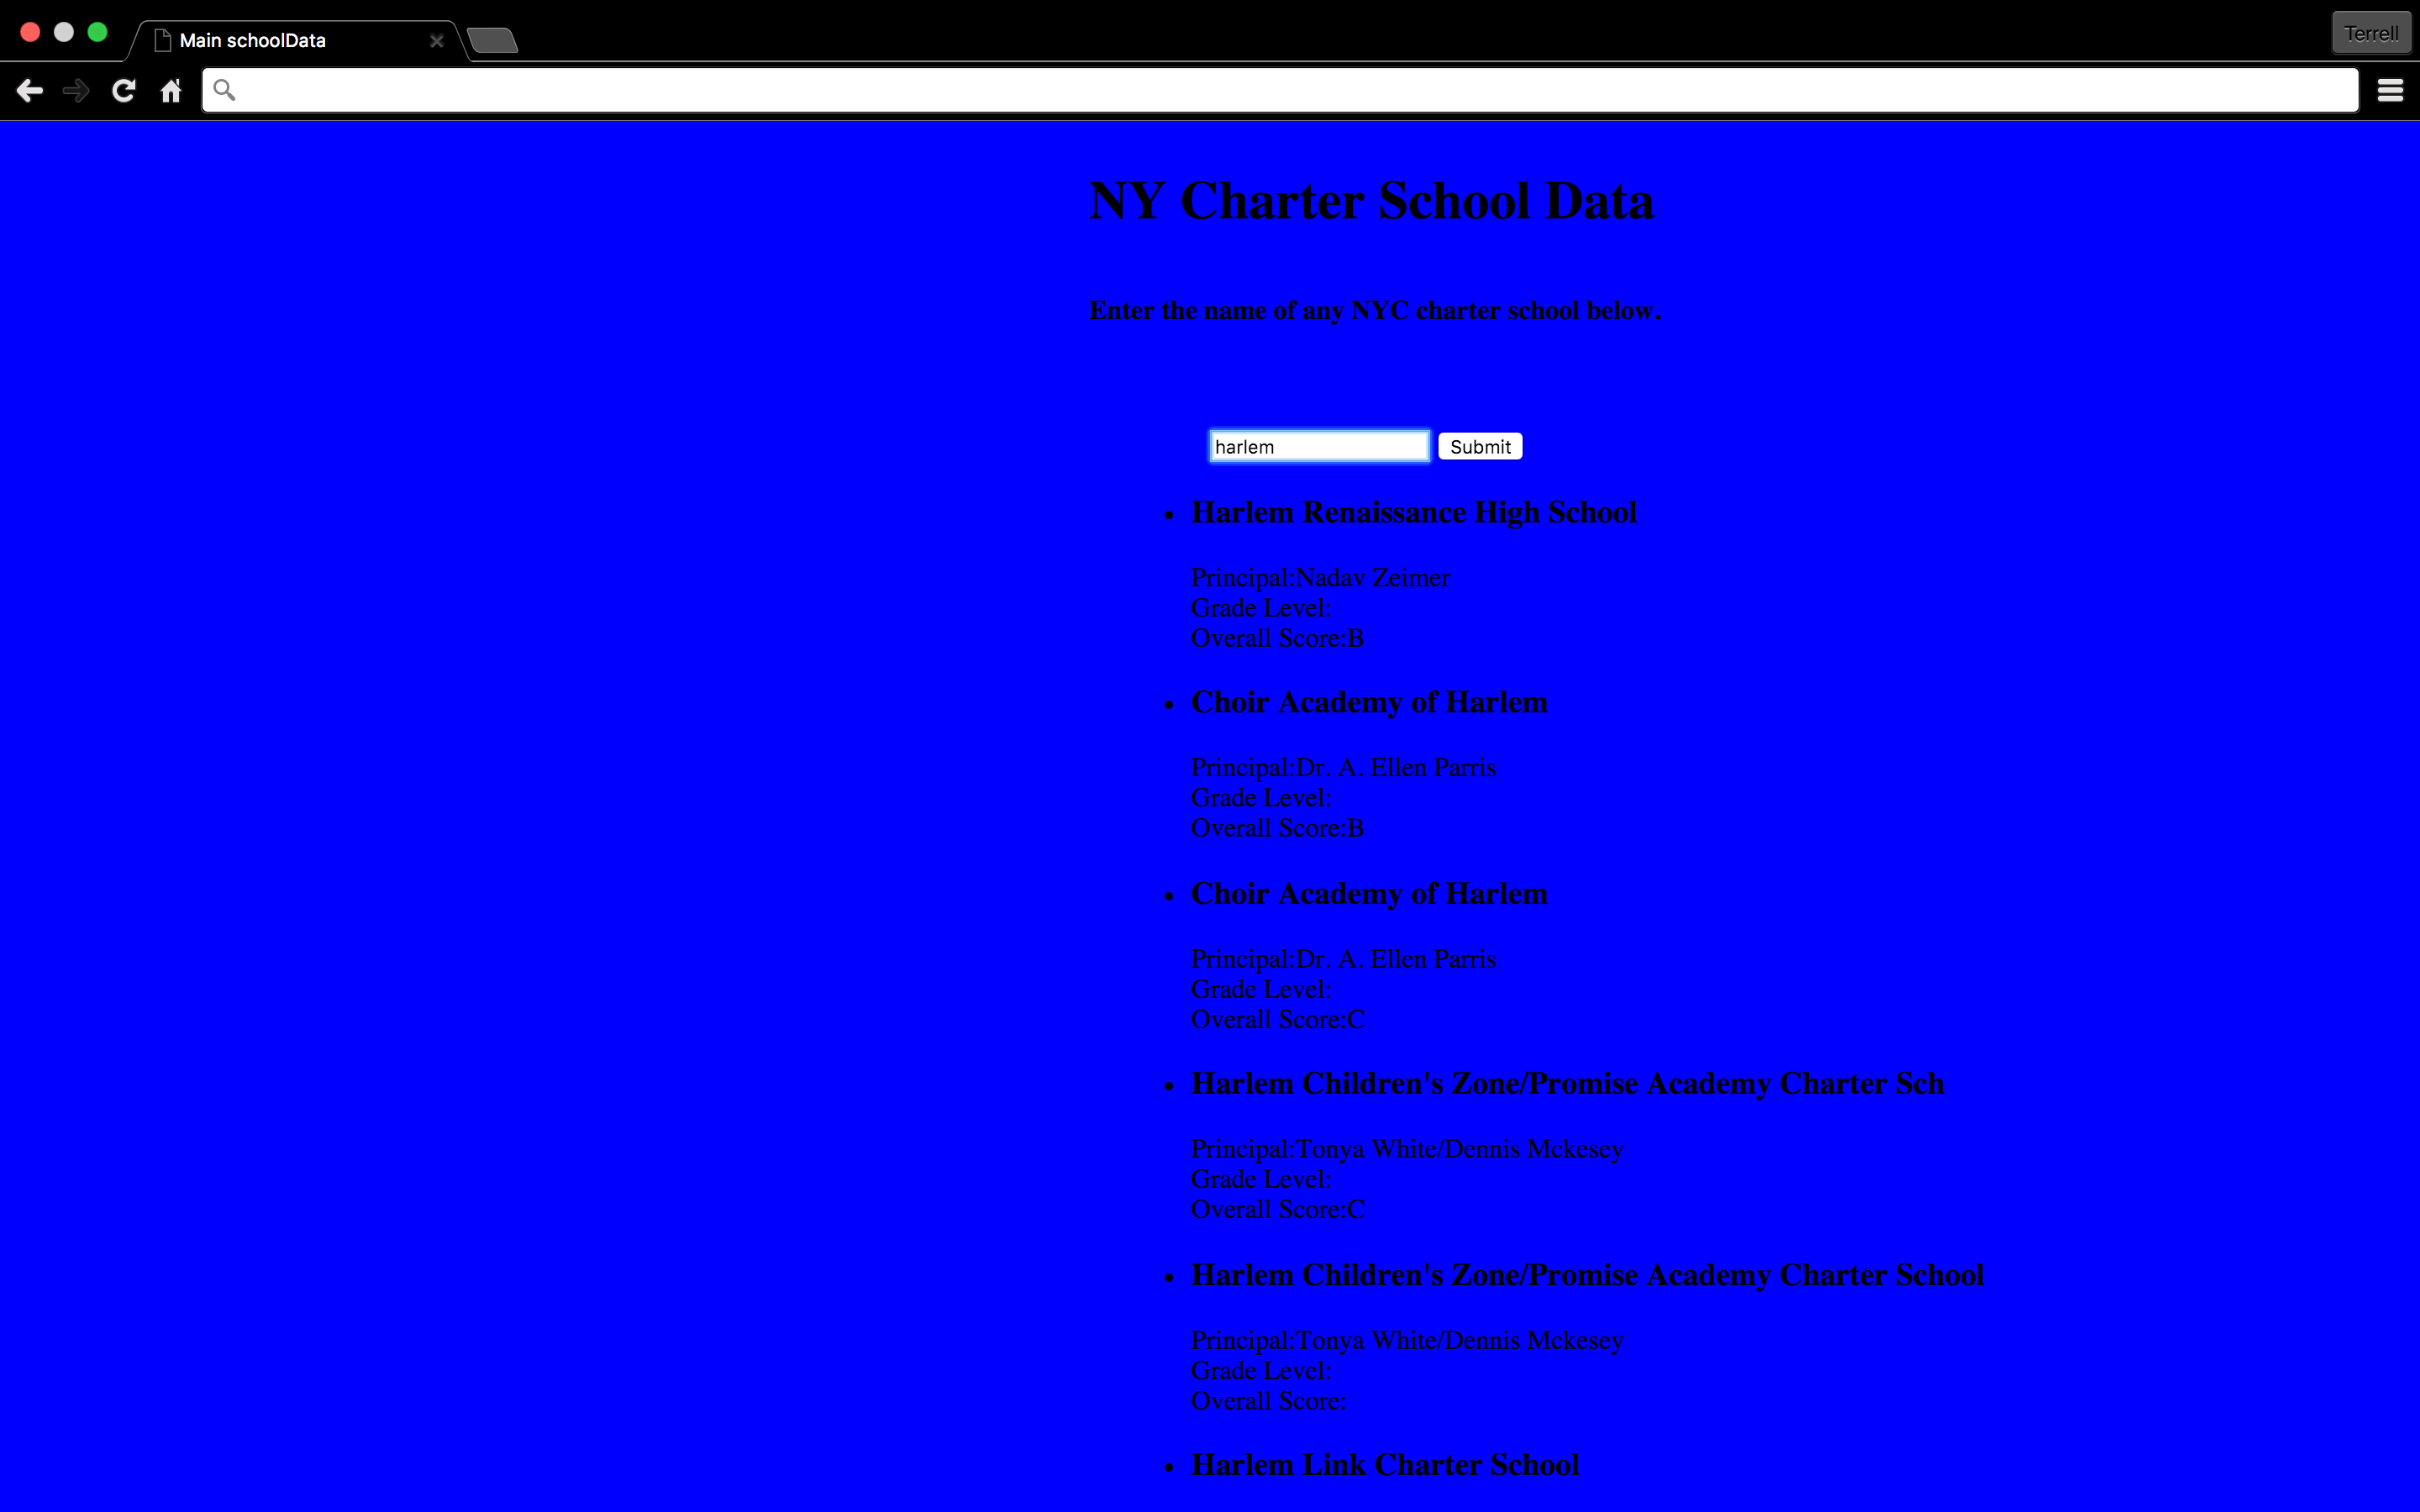 Main schoolData
Terrell
NY Charter School Data
Enter the name of any NYC charter school below.
harlem Submit
• Harlem Renaissance High School
Principal:Nadav Zeimer
Grade Level:
Overall Score:B
• Choir Academy of Harlem
Principal:Dr. A. Ellen Parris
Grade Level:
Overall Score:B
• Choir Academy of Harlem
Principal:Dr. A. Ellen Parris
Grade Level:
Overall Score:C
• Harlem Children's Zone/Promise Academy Charter Sch
Principal:Tonya White/Dennis Mckesey
Grade Level:
Overall Score:C
• Harlem Children's Zone/Promise Academy Charter School
Principal:Tonya White/Dennis Mckesey
Grade Level:
Overall Score:
• Harlem Link Charter School